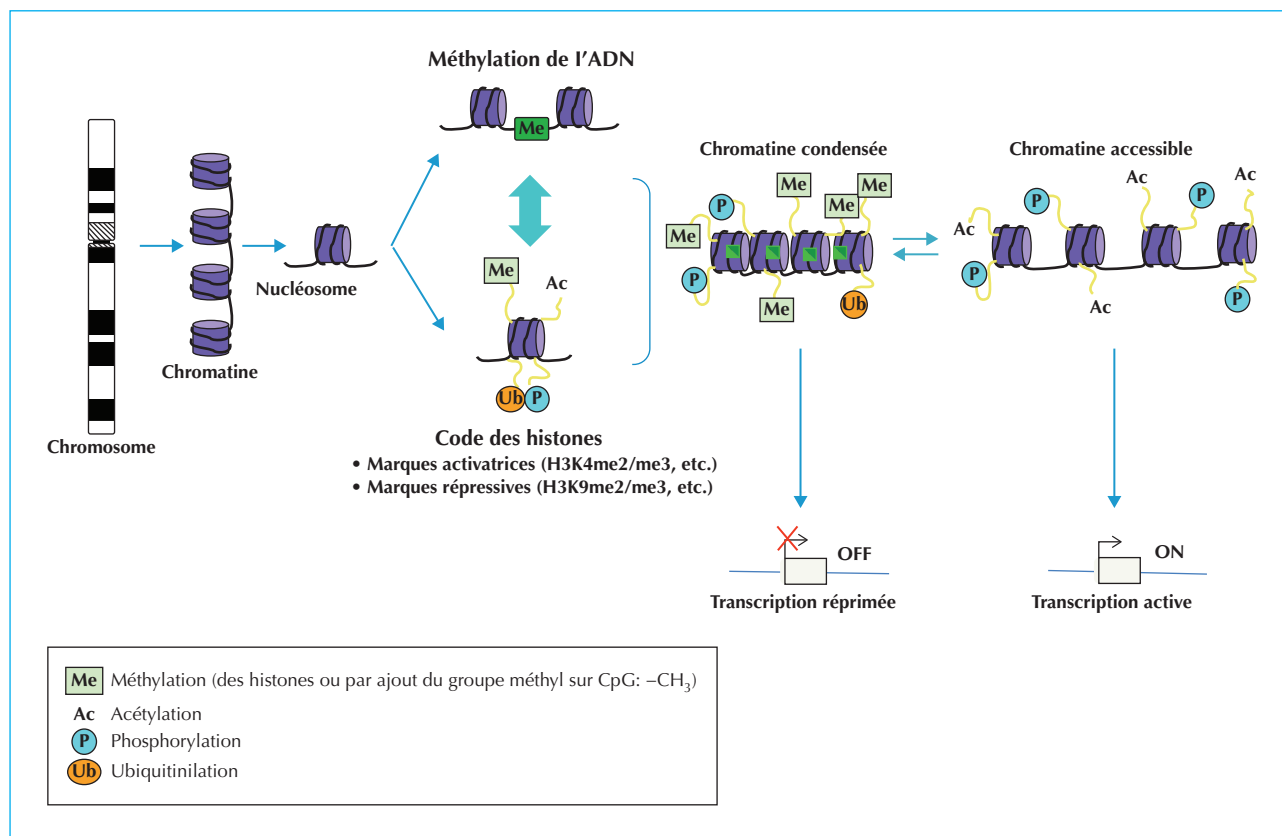 Méthylation de l'ADN
Me
Chromosome
Chromatine
Nucléosome
Me
Ac
Ub
P
Code des histones
• Marques activatrices (H3K4me2/me3, etc.)
• Marques répressives (H3K9me2/me3, etc.)
Chromatine condensée
Me
Me
Me
P
Me
P
Me
Ub
Chromatine accessible
Ac
Ac
P
P
Ac
P
Ac
P
OFF
Transcription réprimée
ON
Transcription active
Me Méthylation (des histones ou par ajout du groupe méthyl sur CpG: –CH₃)
Ac Acétylation
P Phosphorylation
Ub Ubiquitinilation